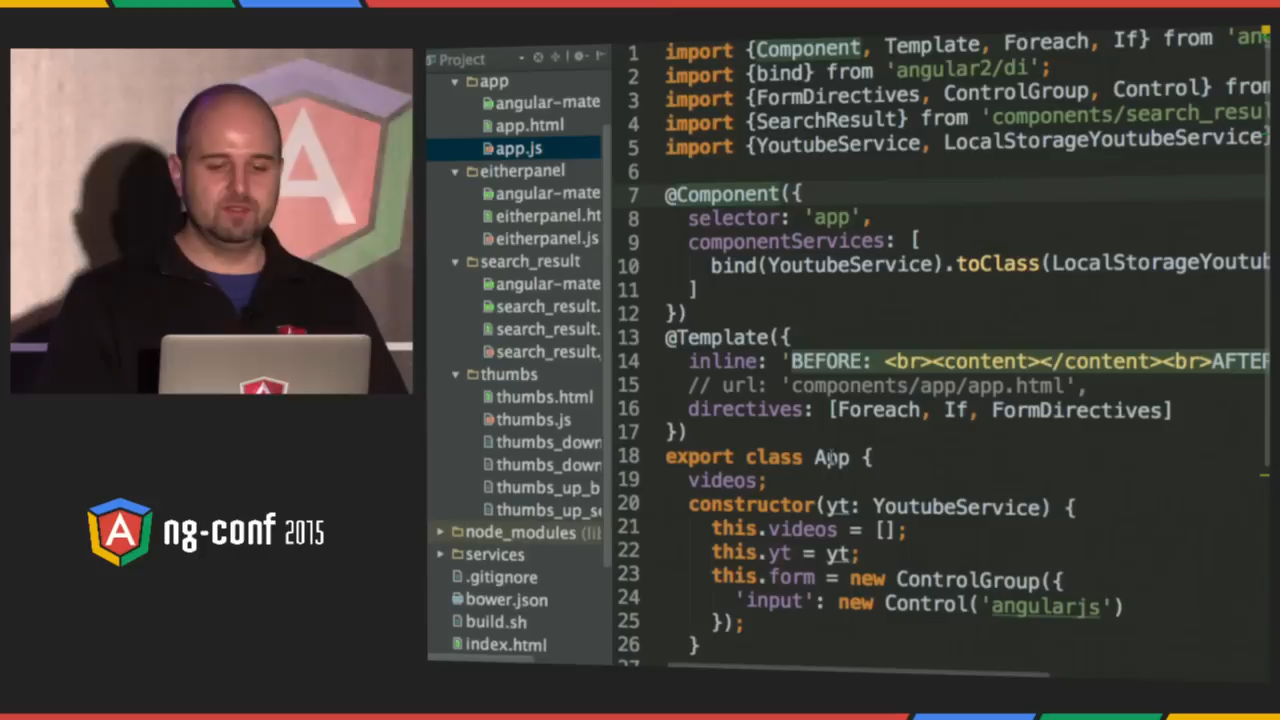 A
A
ng-conf 2015
Project
app
angular-mate
app.html
app.js
eitherpanel
angular-mate
eitherpanel.ht
eitherpanel.js
search_result
angular-mate
search_result.
search_result.
search_result.
thumbs
thumbs.html
thumbs.js
thumbs_down
thumbs_down
thumbs_up_b
thumbs_up_se
node_modules (lib
services
.gitignore
bower.json
build.sh
index.html
1 import {Component, Template, Foreach, If} from 'an
2 import {bind} from 'angular2/di';
3 import {FormDirectives, ControlGroup, Control} from
4 import {SearchResult} from 'components/search_resu
5 import {YoutubeService, LocalStorageYoutubeService}
6
7 @Component({
8 selector: 'app',
9 componentServices: [
10 bind(YoutubeService).toClass(LocalStorageYoutub
11 ]
12 })
13 @Template({
14 inline: 'BEFORE: <br><content></content><br>AFTER
15 // url: 'components/app/app.html',
16 directives: [Foreach, If, FormDirectives]
17 })
18 export class App {
19 videos;
20 constructor(yt: YoutubeService) {
21 this.videos = [];
22 this.yt = yt;
23 this.form = new ControlGroup({
24 'input': new Control('angularjs')
25 });
26 }
27